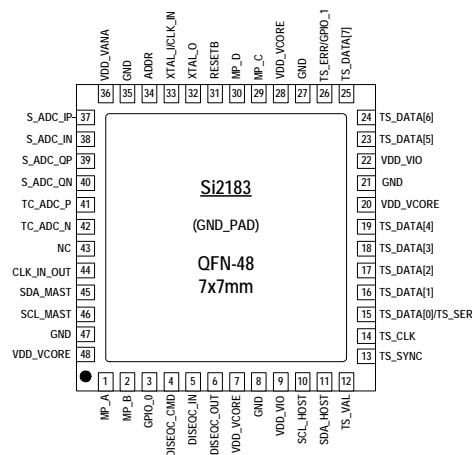 VDD_VANA
GND
ADDR
XTAL_I/CLK_IN
XTAL_O
RESETB
MP_D
MP_C
VDD_VCORE
GND
TS_ERR/GPIO_1
TS_DATA[7]
36 35 34 33 32 31 30 29 28 27 26 25
S_ADC_IP 37
S_ADC_IN 38
S_ADC_QP 39
S_ADC_QN 40
TC_ADC_P 41
TC_ADC_N 42
NC 43
CLK_IN_OUT 44
SDA_MAST 45
SCL_MAST 46
GND 47
VDD_VCORE 48
Si2183
(GND_PAD)
QFN-48
7x7mm
24 TS_DATA[6]
23 TS_DATA[5]
22 VDD_VIO
21 GND
20 VDD_VCORE
19 TS_DATA[4]
18 TS_DATA[3]
17 TS_DATA[2]
16 TS_DATA[1]
15 TS_DATA[0]/TS_SER
14 TS_CLK
13 TS_SYNC
1 2 3 4 5 6 7 8 9 10 11 12
MP_A
MP_B
GPIO_0
DISEQC_CMD
DISEQC_IN
DISEQC_OUT
VDD_VCORE
GND
VDD_VIO
SCL_HOST
SDA_HOST
TS_VAL